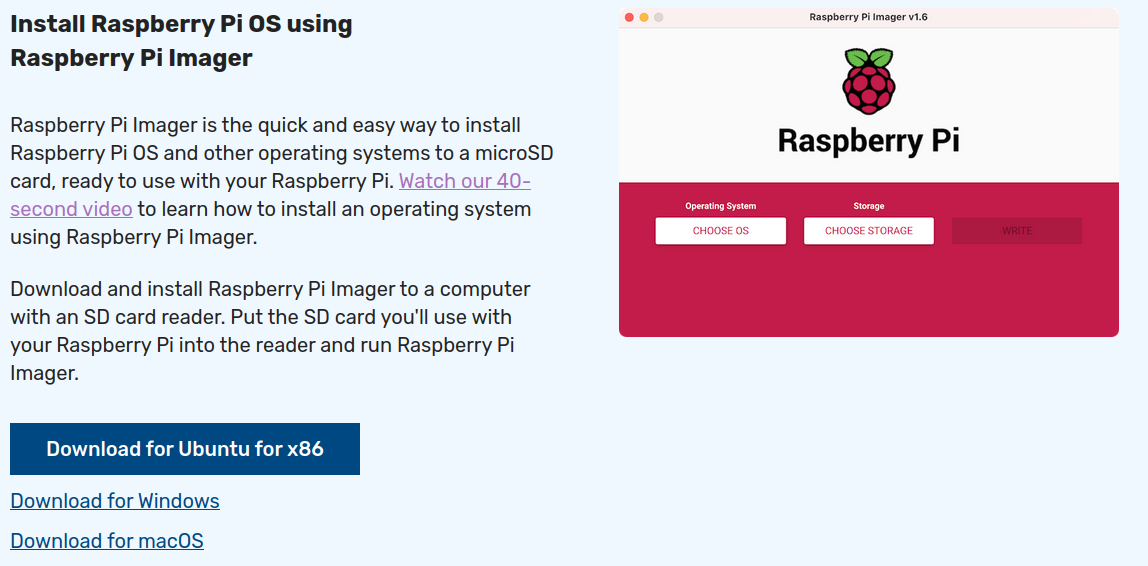 Install Raspberry Pi OS using
Raspberry Pi Imager
Raspberry Pi Imager is the quick and easy way to install
Raspberry Pi OS and other operating systems to a microSD
card, ready to use with your Raspberry Pi. Watch our 40-
second video to learn how to install an operating system
using Raspberry Pi Imager.
Download and install Raspberry Pi Imager to a computer
with an SD card reader. Put the SD card you'll use with
your Raspberry Pi into the reader and run Raspberry Pi
Imager.
Download for Ubuntu for x86
Download for Windows
Download for macOS
Raspberry Pi Imager v1.6
Raspberry Pi
Operating System
Storage
CHOOSE OS
CHOOSE STORAGE
WRITE